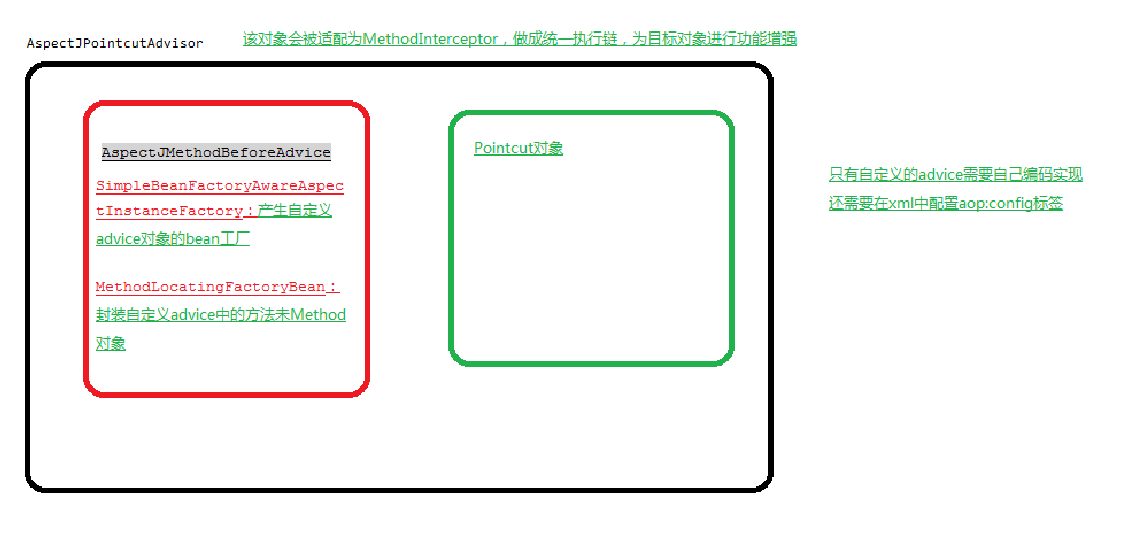 AspectJPointcutAdvisor
该对象会被适配为MethodInterceptor，做成统一执行链，为目标对象进行功能增强
AspectJMethodBeforeAdvice
SimpleBeanFactoryAwareAspec
tInstanceFactory：产生自定义
advice对象的bean工厂
MethodLocatingFactoryBean：
封装自定义advice中的方法未Method
对象
Pointcut对象
只有自定义的advice需要自己编码实现
还需要在xml中配置aop:config标签